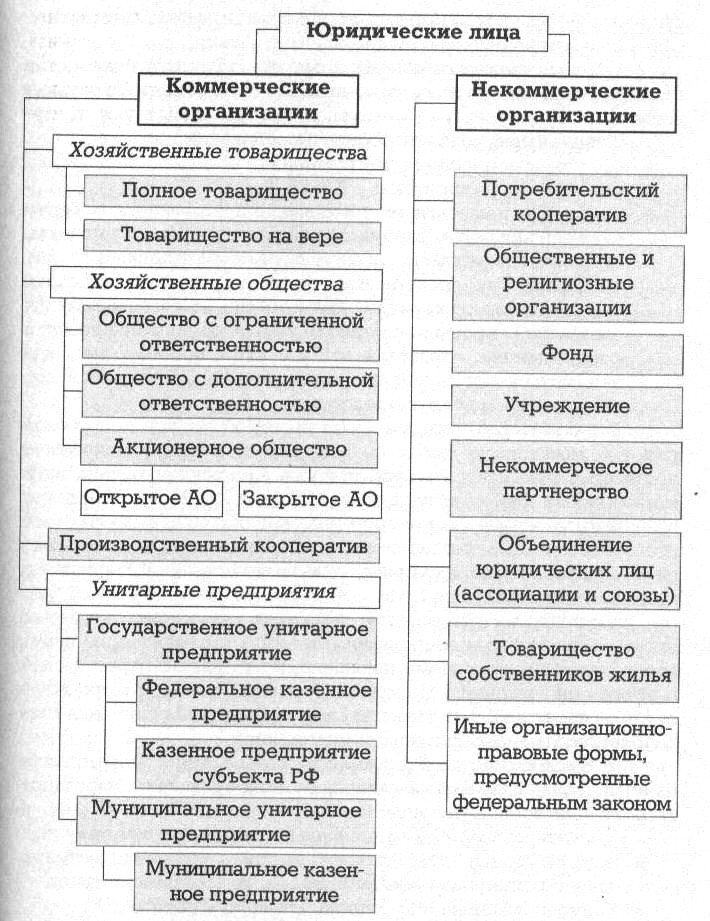 Юридические лица
Коммерческие
организации
Хозяйственные товарищества
Полное товарищество
Товарищество на вере
Хозяйственные общества
Общество с ограниченной
ответственностью
Общество с дополнительной
ответственностью
Акционерное общество
Открытое АО
Закрытое АО
Производственный кооператив
Унитарные предприятия
Государственное унитарное
предприятие
Федеральное казенное
предприятие
Казенное предприятие
субъекта РФ
Муниципальное унитарное
предприятие
Муниципальное казен-
ное предприятие
Некоммерческие
организации
Потребительский
кооператив
Общественные и
религиозные
организации
Фонд
Учреждение
Некоммерческое
партнерство
Объединение
юридических лиц
(ассоциации и союзы)
Товарищество
собственников жилья
Иные организационно-
правовые формы,
предусмотренные
федеральным законом